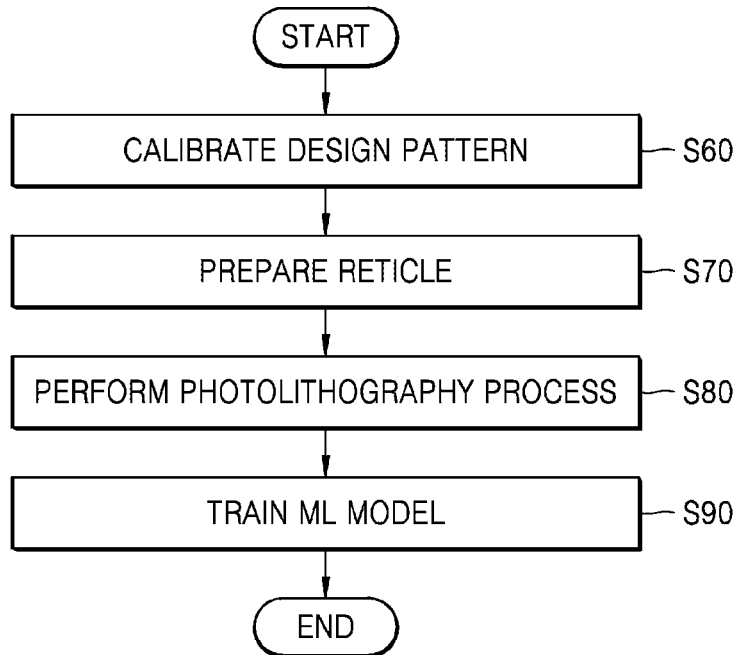 START
CALIBRATE DESIGN PATTERN
S60
PREPARE RETICLE
S70
PERFORM PHOTOLITHOGRAPHY PROCESS
S80
TRAIN ML MODEL
S90
END